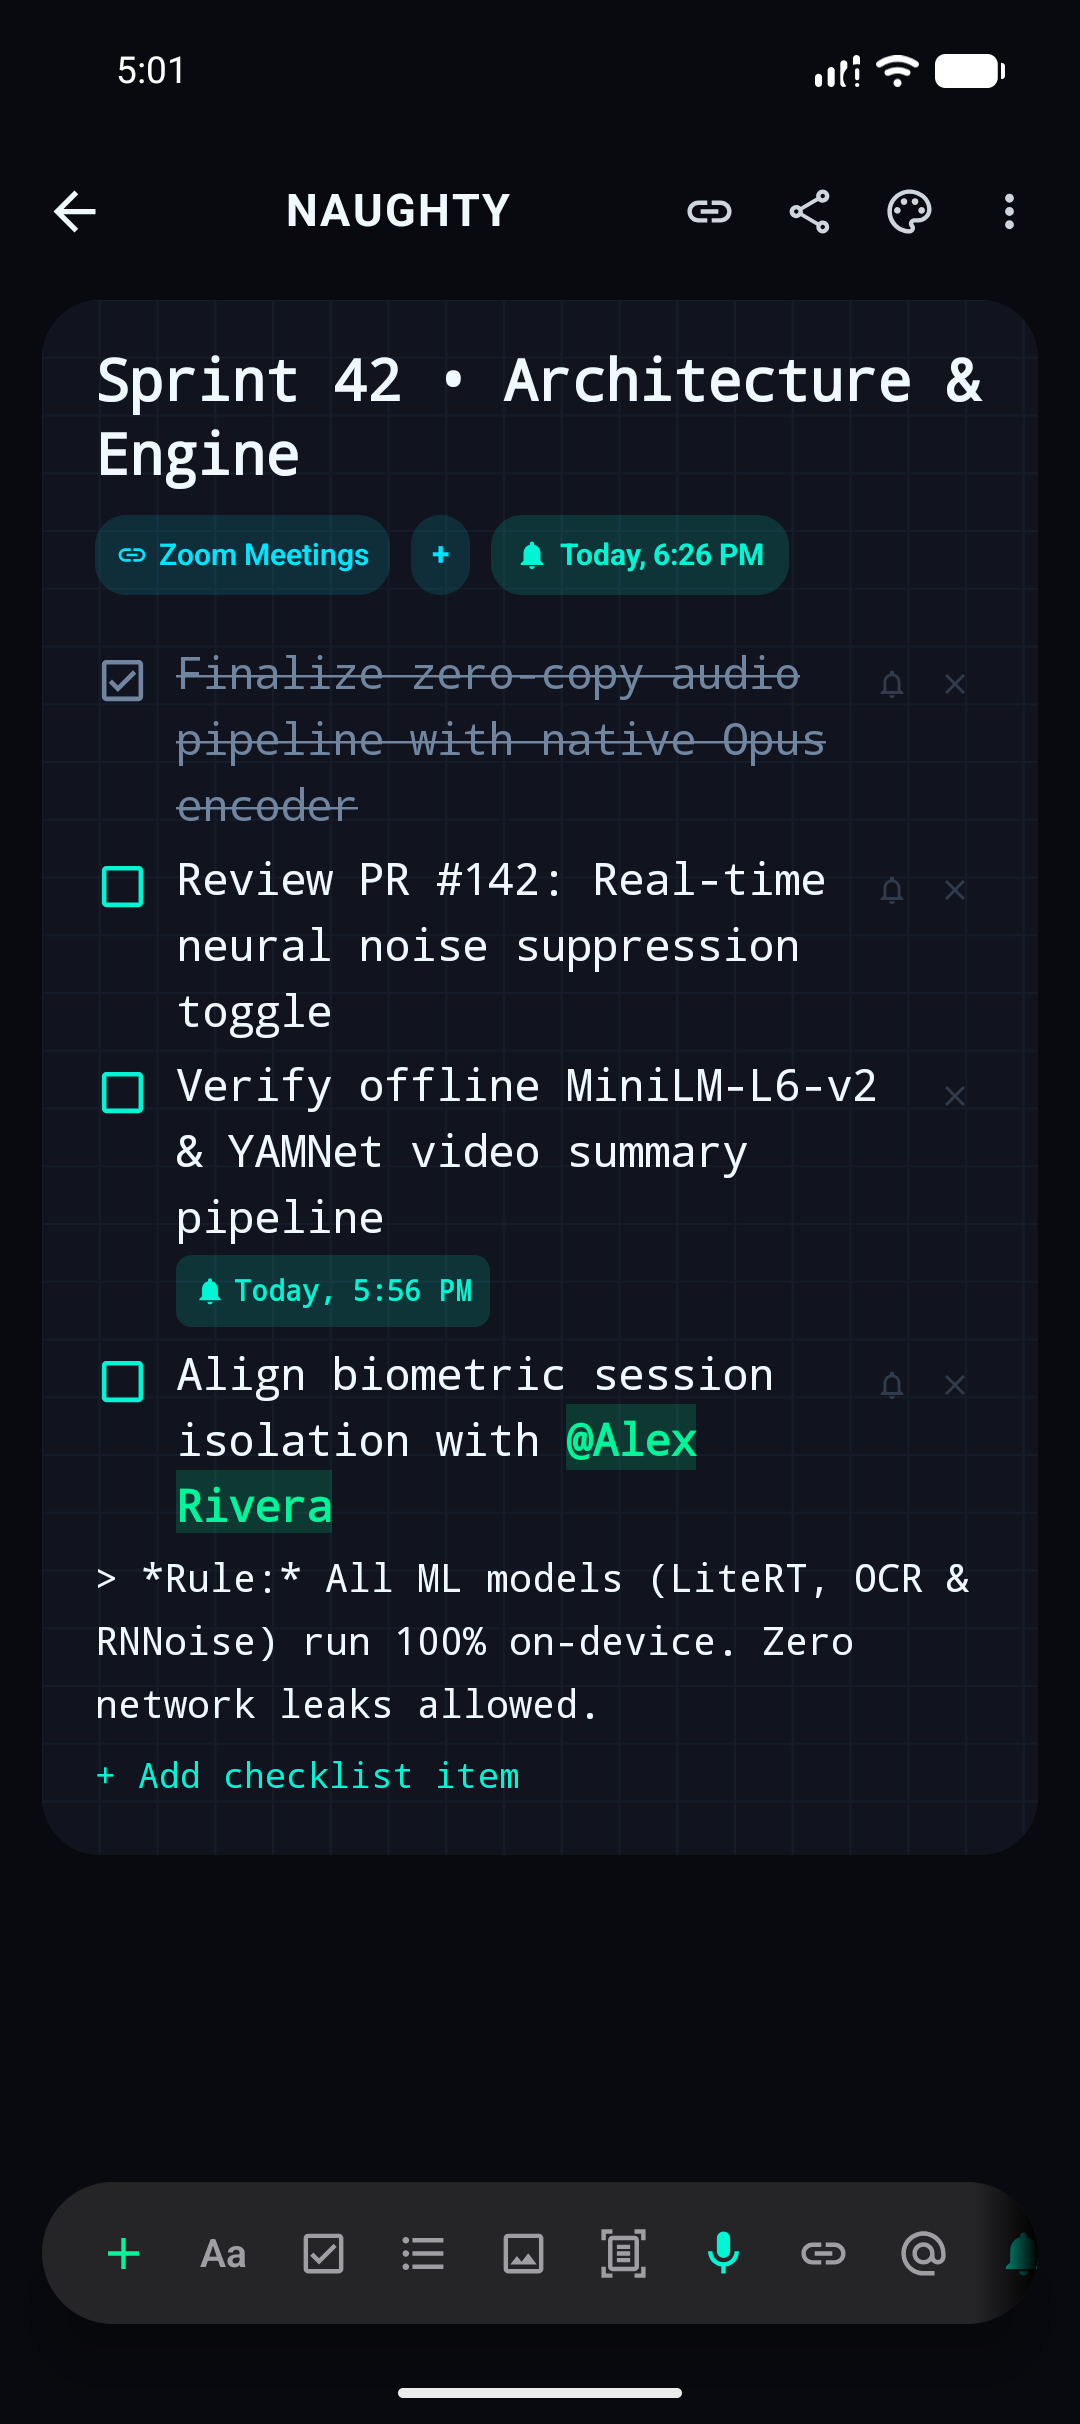 5:01
NAUGHTY
Sprint 42 • Architecture &
Engine
Zoom Meetings
+
Today, 6:26 PM
Finalize zero-copy audio
pipeline with native Opus
encoder
Review PR #142: Real-time
neural noise suppression
toggle
Verify offline MiniLM-L6-v2
& YAMNet video summary
pipeline
Today, 5:56 PM
Align biometric session
isolation with @Alex
Rivera
> *Rule:* All ML models (LiteRT, OCR &
RNNoise) run 100% on-device. Zero
network leaks allowed.
+ Add checklist item
Aa